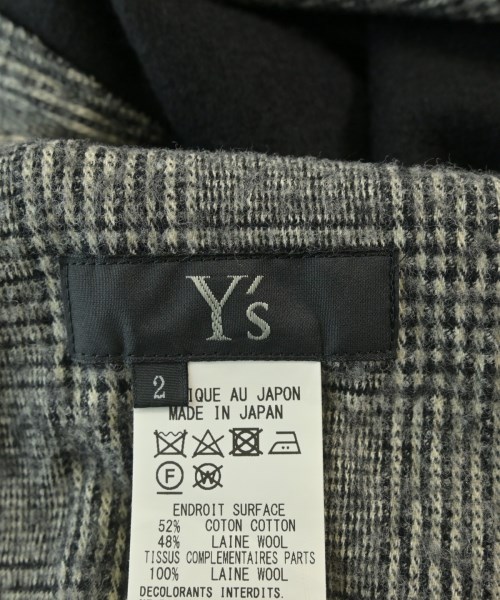 Y's
2
IQUE AU JAPON
MADE IN JAPAN
F W
ENDROIT SURFACE
52% COTON COTTON
48% LAINE WOOL
TISSUS COMPLEMENTAIRES PARTS
100% LAINE WOOL
DECOLORANTS INTERDITS.